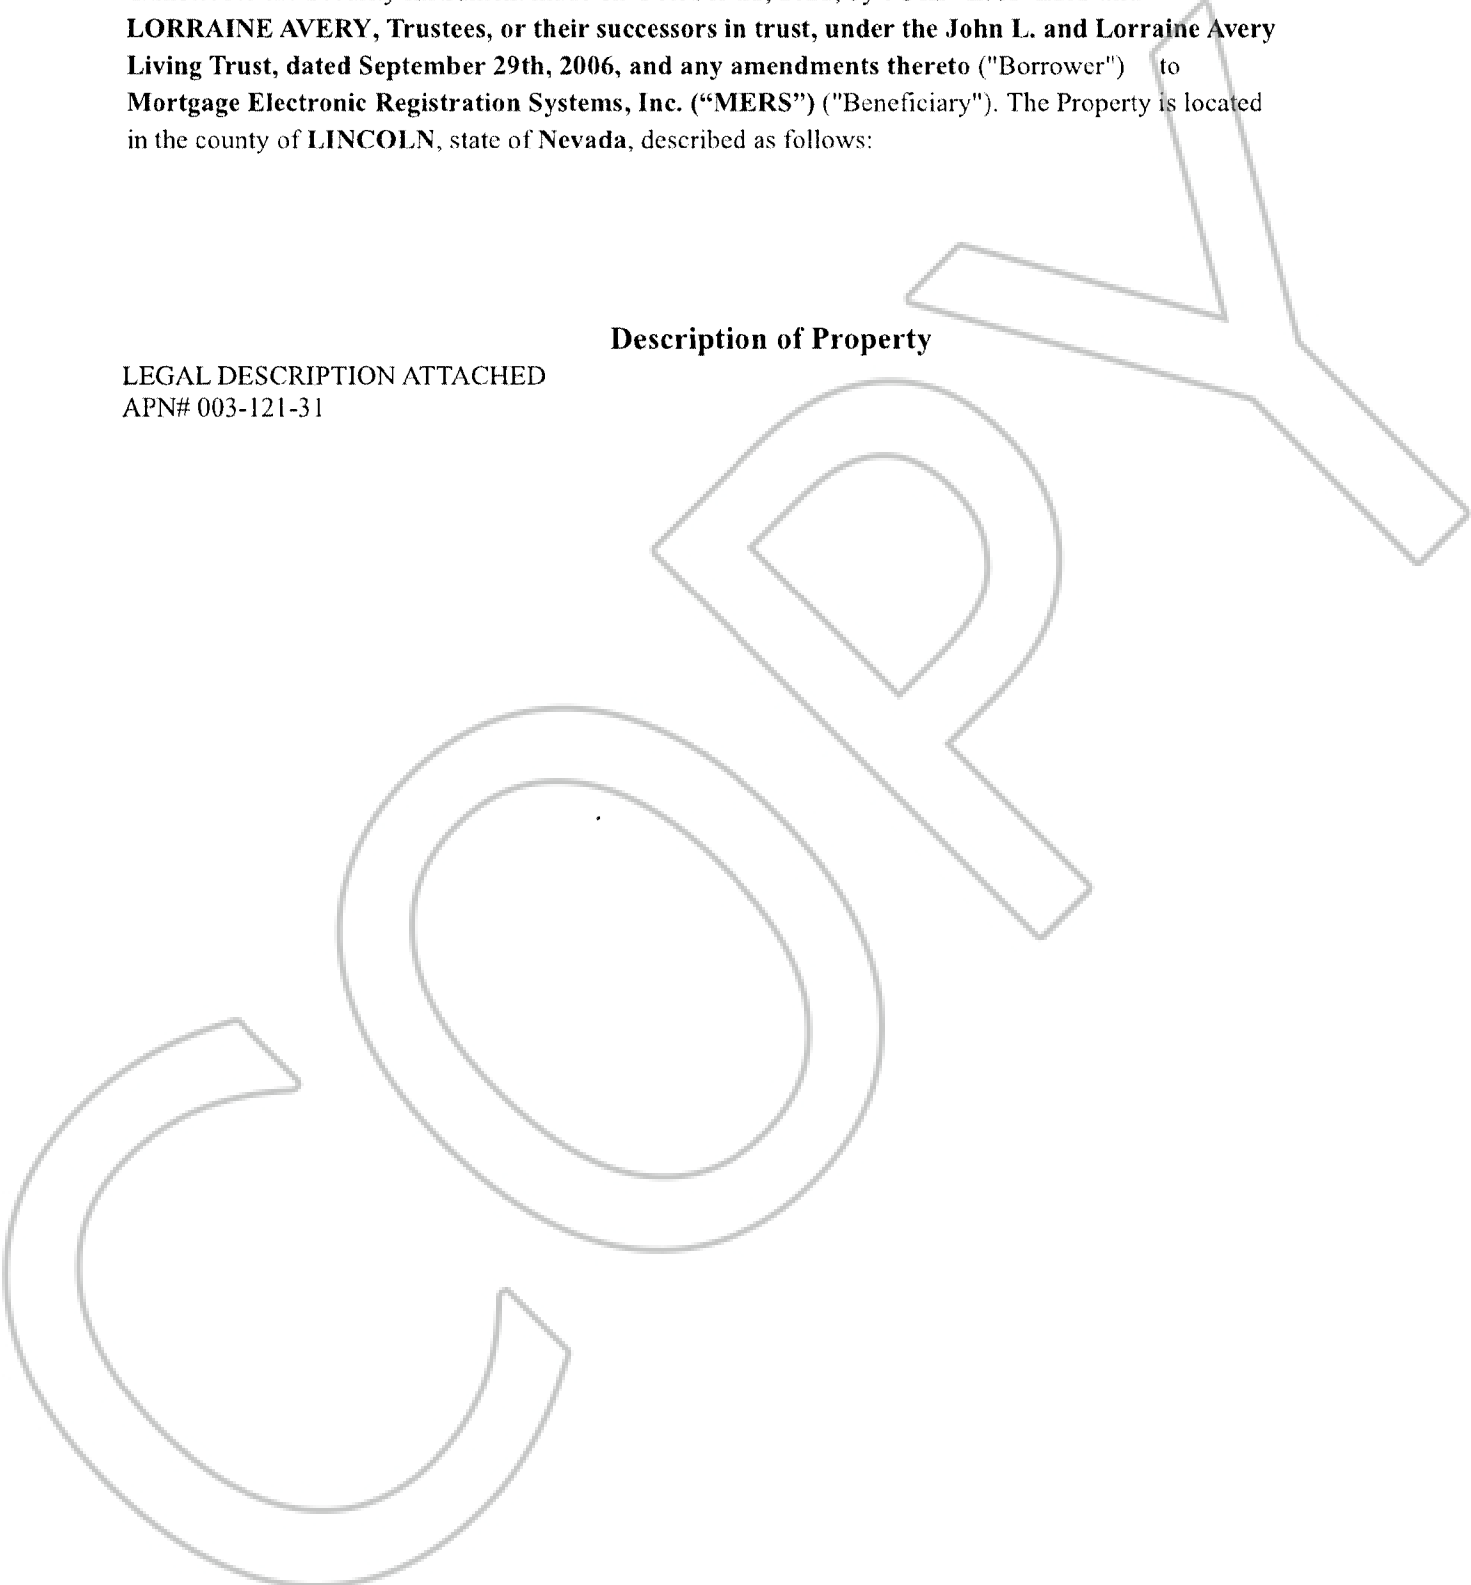 LORRAINE AVERY, Trustees, or their successors in trust, under the John L. and Lorraine Avery
Living Trust, dated September 29th, 2006, and any amendments thereto ("Borrower") to
Mortgage Electronic Registration Systems, Inc. (“MERS”) ("Beneficiary"). The Property is located
in the county of LINCOLN, state of Nevada, described as follows:
Description of Property
LEGAL DESCRIPTION ATTACHED
APN# 003-121-31
COPY